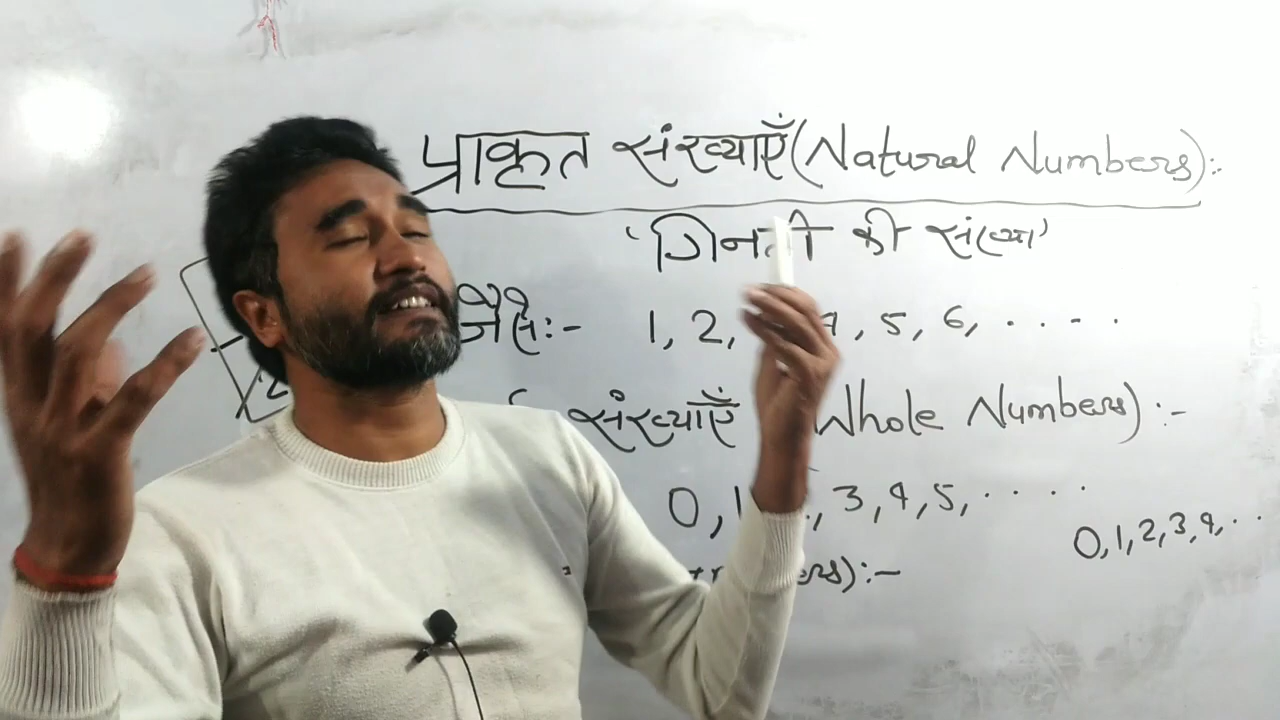 प्राकृत संख्याएँ (Natural Numbers):-
'गिनती की संख्या'
जैसे:- 1, 2, 4, 5, 6, . . . .
संख्याएँ Whole Numbers) :-
0, 1 , 3, 4, 5, . . . .
0, 1, 2, 3, 4, . .